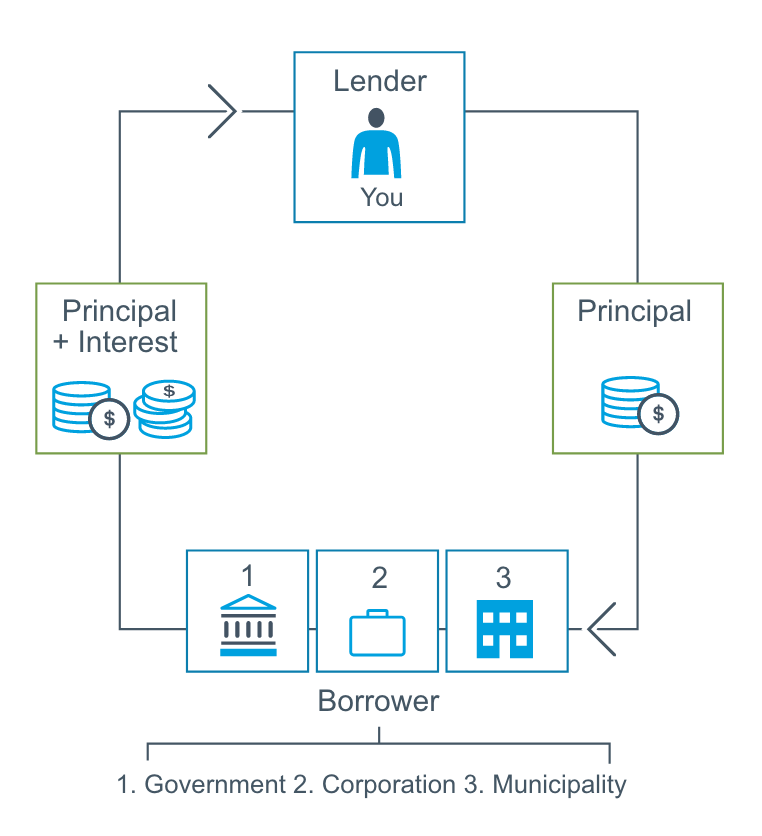 Lender
You
Principal
+ Interest
$
$
Principal
$
1
2
3
Borrower
1. Government 2. Corporation 3. Municipality